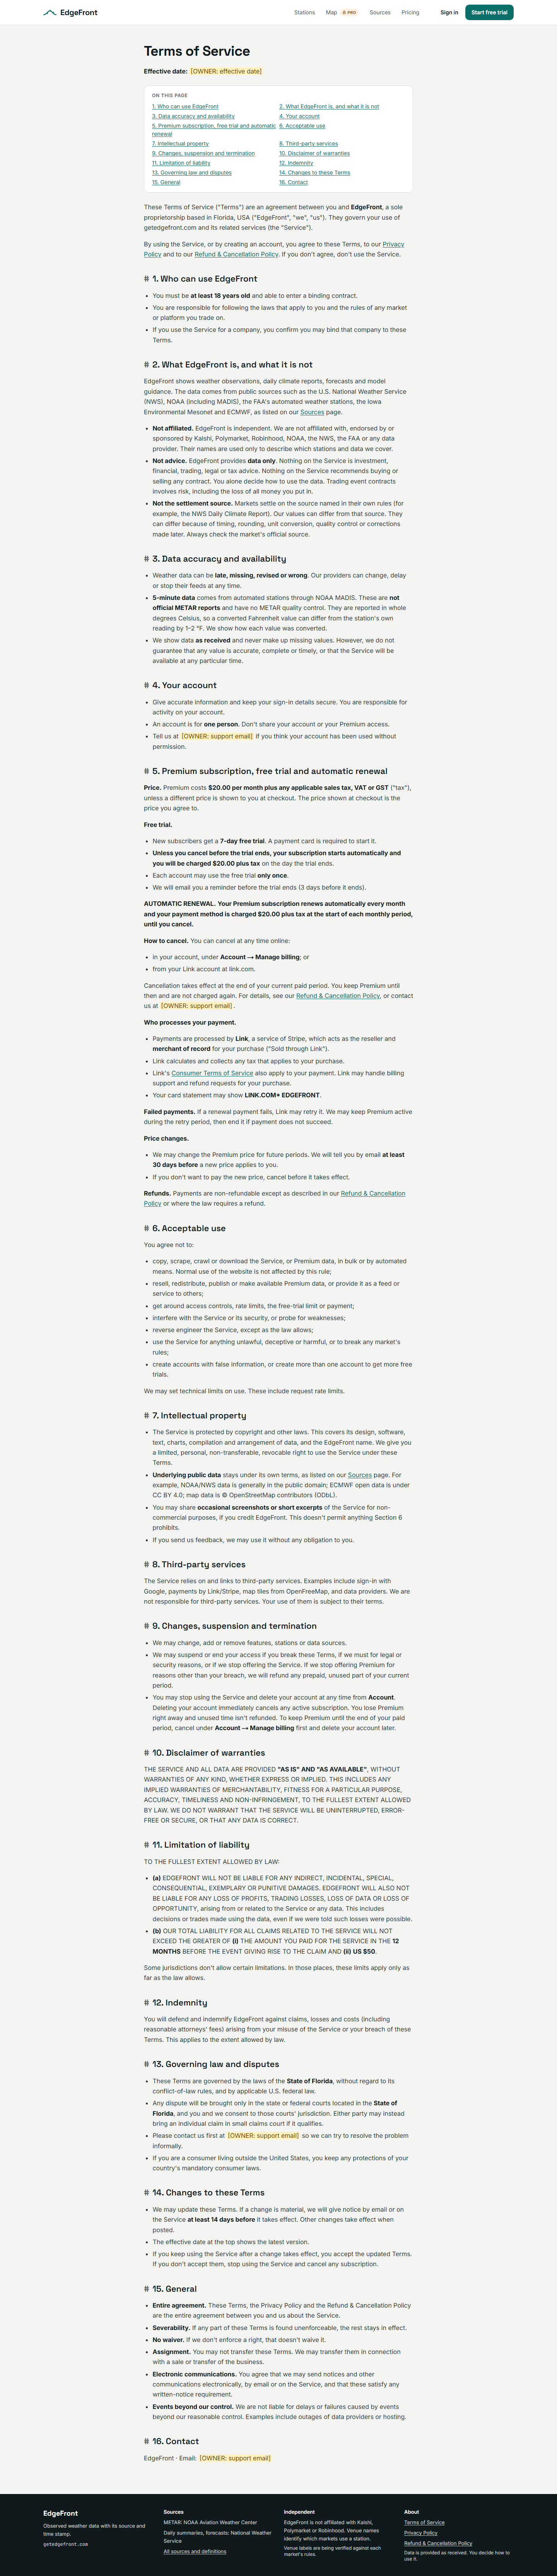 EdgeFront
Stations
Map
PRO
Sources
Pricing
Sign in
Start free trial
Terms of Service
Effective date: [OWNER: effective date]
ON THIS PAGE
1. Who can use EdgeFront
2. What EdgeFront is, and what it is not
3. Data accuracy and availability
4. Your account
5. Premium subscription, free trial and automatic
renewal
6. Acceptable use
7. Intellectual property
8. Third-party services
9. Changes, suspension and termination
10. Disclaimer of warranties
11. Limitation of liability
12. Indemnity
13. Governing law and disputes
14. Changes to these Terms
15. General
16. Contact
These Terms of Service ("Terms") are an agreement between you and EdgeFront, a sole
proprietorship based in Florida, USA ("EdgeFront", "we", "us"). They govern your use of
getedgefront.com and its related services (the "Service").
By using the Service, or by creating an account, you agree to these Terms, to our Privacy
Policy and to our Refund & Cancellation Policy. If you don't agree, don't use the Service.
# 1. Who can use EdgeFront
• You must be at least 18 years old and able to enter a binding contract.
• You are responsible for following the laws that apply to you and the rules of any market
or platform you trade on.
• If you use the Service for a company, you confirm you may bind that company to these
Terms.
# 2. What EdgeFront is, and what it is not
EdgeFront shows weather observations, daily climate reports, forecasts and model
guidance. The data comes from public sources such as the U.S. National Weather Service
(NWS), NOAA (including MADIS), the FAA's automated weather stations, the Iowa
Environmental Mesonet and ECMWF, as listed on our Sources page.
• Not affiliated. EdgeFront is independent. We are not affiliated with, endorsed by or
sponsored by Kalshi, Polymarket, Robinhood, NOAA, the NWS, the FAA or any data
provider. Their names are used only to describe which stations and data we cover.
• Not advice. EdgeFront provides data only. Nothing on the Service is investment,
financial, trading, legal or tax advice. Nothing on the Service recommends buying or
selling any contract. You alone decide how to use the data. Trading event contracts
involves risk, including the loss of all money you put in.
• Not the settlement source. Markets settle on the source named in their own rules (for
example, the NWS Daily Climate Report). Our values can differ from that source. They
can differ because of timing, rounding, unit conversion, quality control or corrections
made later. Always check the market's official source.
# 3. Data accuracy and availability
• Weather data can be late, missing, revised or wrong. Our providers can change, delay
or stop their feeds at any time.
• 5-minute data comes from automated stations through NOAA MADIS. These are not
official METAR reports and have no METAR quality control. They are reported in whole
degrees Celsius, so a converted Fahrenheit value can differ from the station's own
reading by 1–2 °F. We show how each value was converted.
• We show data as received and never make up missing values. However, we do not
guarantee that any value is accurate, complete or timely, or that the Service will be
available at any particular time.
# 4. Your account
• Give accurate information and keep your sign-in details secure. You are responsible for
activity on your account.
• An account is for one person. Don't share your account or your Premium access.
• Tell us at [OWNER: support email] if you think your account has been used without
permission.
# 5. Premium subscription, free trial and automatic renewal
Price. Premium costs $20.00 per month plus any applicable sales tax, VAT or GST ("tax"),
unless a different price is shown to you at checkout. The price shown at checkout is the
price you agree to.
Free trial.
• New subscribers get a 7-day free trial. A payment card is required to start it.
• Unless you cancel before the trial ends, your subscription starts automatically and
you will be charged $20.00 plus tax on the day the trial ends.
• Each account may use the free trial only once.
• We will email you a reminder before the trial ends (3 days before it ends).
AUTOMATIC RENEWAL. Your Premium subscription renews automatically every month
and your payment method is charged $20.00 plus tax at the start of each monthly period,
until you cancel.
How to cancel. You can cancel at any time online:
• in your account, under Account → Manage billing; or
• from your Link account at link.com.
Cancellation takes effect at the end of your current paid period. You keep Premium until
then and are not charged again. For details, see our Refund & Cancellation Policy, or contact
us at [OWNER: support email].
Who processes your payment.
• Payments are processed by Link, a service of Stripe, which acts as the reseller and
merchant of record for your purchase ("Sold through Link").
• Link calculates and collects any tax that applies to your purchase.
• Link's Consumer Terms of Service also apply to your payment. Link may handle billing
support and refund requests for your purchase.
• Your card statement may show LINK.COM* EDGEFRONT.
Failed payments. If a renewal payment fails, Link may retry it. We may keep Premium active
during the retry period, then end it if payment does not succeed.
Price changes.
• We may change the Premium price for future periods. We will tell you by email at least
30 days before a new price applies to you.
• If you don't want to pay the new price, cancel before it takes effect.
Refunds. Payments are non-refundable except as described in our Refund & Cancellation
Policy or where the law requires a refund.
# 6. Acceptable use
You agree not to:
• copy, scrape, crawl or download the Service, or Premium data, in bulk or by automated
means. Normal use of the website is not affected by this rule;
• resell, redistribute, publish or make available Premium data, or provide it as a feed or
service to others;
• get around access controls, rate limits, the free-trial limit or payment;
• interfere with the Service or its security, or probe for weaknesses;
• reverse engineer the Service, except as the law allows;
• use the Service for anything unlawful, deceptive or harmful, or to break any market's
rules;
• create accounts with false information, or create more than one account to get more free
trials.
We may set technical limits on use. These include request rate limits.
# 7. Intellectual property
• The Service is protected by copyright and other laws. This covers its design, software,
text, charts, compilation and arrangement of data, and the EdgeFront name. We give you
a limited, personal, non-transferable, revocable right to use the Service under these
Terms.
• Underlying public data stays under its own terms, as listed on our Sources page. For
example, NOAA/NWS data is generally in the public domain; ECMWF open data is under
CC BY 4.0; map data is © OpenStreetMap contributors (ODbL).
• You may share occasional screenshots or short excerpts of the Service for non-
commercial purposes, if you credit EdgeFront. This doesn't permit anything Section 6
prohibits.
• If you send us feedback, we may use it without any obligation to you.
# 8. Third-party services
The Service relies on and links to third-party services. Examples include sign-in with
Google, payments by Link/Stripe, map tiles from OpenFreeMap, and data providers. We are
not responsible for third-party services. Your use of them is subject to their terms.
# 9. Changes, suspension and termination
• We may change, add or remove features, stations or data sources.
• We may suspend or end your access if you break these Terms, if we must for legal or
security reasons, or if we stop offering the Service. If we stop offering Premium for
reasons other than your breach, we will refund any prepaid, unused part of your current
period.
• You may stop using the Service and delete your account at any time from Account.
Deleting your account immediately cancels any active subscription. You lose Premium
right away and unused time isn't refunded. To keep Premium until the end of your paid
period, cancel under Account → Manage billing first and delete your account later.
# 10. Disclaimer of warranties
THE SERVICE AND ALL DATA ARE PROVIDED "AS IS" AND "AS AVAILABLE", WITHOUT
WARRANTIES OF ANY KIND, WHETHER EXPRESS OR IMPLIED. THIS INCLUDES ANY
IMPLIED WARRANTIES OF MERCHANTABILITY, FITNESS FOR A PARTICULAR PURPOSE,
ACCURACY, TIMELINESS AND NON-INFRINGEMENT, TO THE FULLEST EXTENT ALLOWED
BY LAW. WE DO NOT WARRANT THAT THE SERVICE WILL BE UNINTERRUPTED, ERROR-
FREE OR SECURE, OR THAT ANY DATA IS CORRECT.
# 11. Limitation of liability
TO THE FULLEST EXTENT ALLOWED BY LAW:
• (a) EDGEFRONT WILL NOT BE LIABLE FOR ANY INDIRECT, INCIDENTAL, SPECIAL,
CONSEQUENTIAL, EXEMPLARY OR PUNITIVE DAMAGES. EDGEFRONT WILL ALSO NOT
BE LIABLE FOR ANY LOSS OF PROFITS, TRADING LOSSES, LOSS OF DATA OR LOSS OF
OPPORTUNITY, arising from or related to the Service or any data. This includes
decisions or trades made using the data, even if we were told such losses were possible.
• (b) OUR TOTAL LIABILITY FOR ALL CLAIMS RELATED TO THE SERVICE WILL NOT
EXCEED THE GREATER OF (i) THE AMOUNT YOU PAID FOR THE SERVICE IN THE 12
MONTHS BEFORE THE EVENT GIVING RISE TO THE CLAIM AND (ii) US $50.
Some jurisdictions don't allow certain limitations. In those places, these limits apply only as
far as the law allows.
# 12. Indemnity
You will defend and indemnify EdgeFront against claims, losses and costs (including
reasonable attorneys' fees) arising from your misuse of the Service or your breach of these
Terms. This applies to the extent allowed by law.
# 13. Governing law and disputes
• These Terms are governed by the laws of the State of Florida, without regard to its
conflict-of-law rules, and by applicable U.S. federal law.
• Any dispute will be brought only in the state or federal courts located in the State of
Florida, and you and we consent to those courts' jurisdiction. Either party may instead
bring an individual claim in small claims court if it qualifies.
• Please contact us first at [OWNER: support email] so we can try to resolve the problem
informally.
• If you are a consumer living outside the United States, you keep any protections of your
country's mandatory consumer laws.
# 14. Changes to these Terms
• We may update these Terms. If a change is material, we will give notice by email or on
the Service at least 14 days before it takes effect. Other changes take effect when
posted.
• The effective date at the top shows the latest version.
• If you keep using the Service after a change takes effect, you accept the updated Terms.
If you don't accept them, stop using the Service and cancel any subscription.
# 15. General
• Entire agreement. These Terms, the Privacy Policy and the Refund & Cancellation Policy
are the entire agreement between you and us about the Service.
• Severability. If any part of these Terms is found unenforceable, the rest stays in effect.
• No waiver. If we don't enforce a right, that doesn't waive it.
• Assignment. You may not transfer these Terms. We may transfer them in connection
with a sale or transfer of the business.
• Electronic communications. You agree that we may send notices and other
communications electronically, by email or on the Service, and that these satisfy any
written-notice requirement.
• Events beyond our control. We are not liable for delays or failures caused by events
beyond our reasonable control. Examples include outages of data providers or hosting.
# 16. Contact
EdgeFront · Email: [OWNER: support email]
EdgeFront
Observed weather data with its source and
time stamp.
getedgefront.com
Sources
METAR: NOAA Aviation Weather Center
Daily summaries, forecasts: National Weather
Service
All sources and definitions
Independent
EdgeFront is not affiliated with Kalshi,
Polymarket or Robinhood. Venue names
identify which markets use a station.
Venue labels are being verified against each
market's rules.
About
Terms of Service
Privacy Policy
Refund & Cancellation Policy
Data is provided as received. You decide how to
use it.